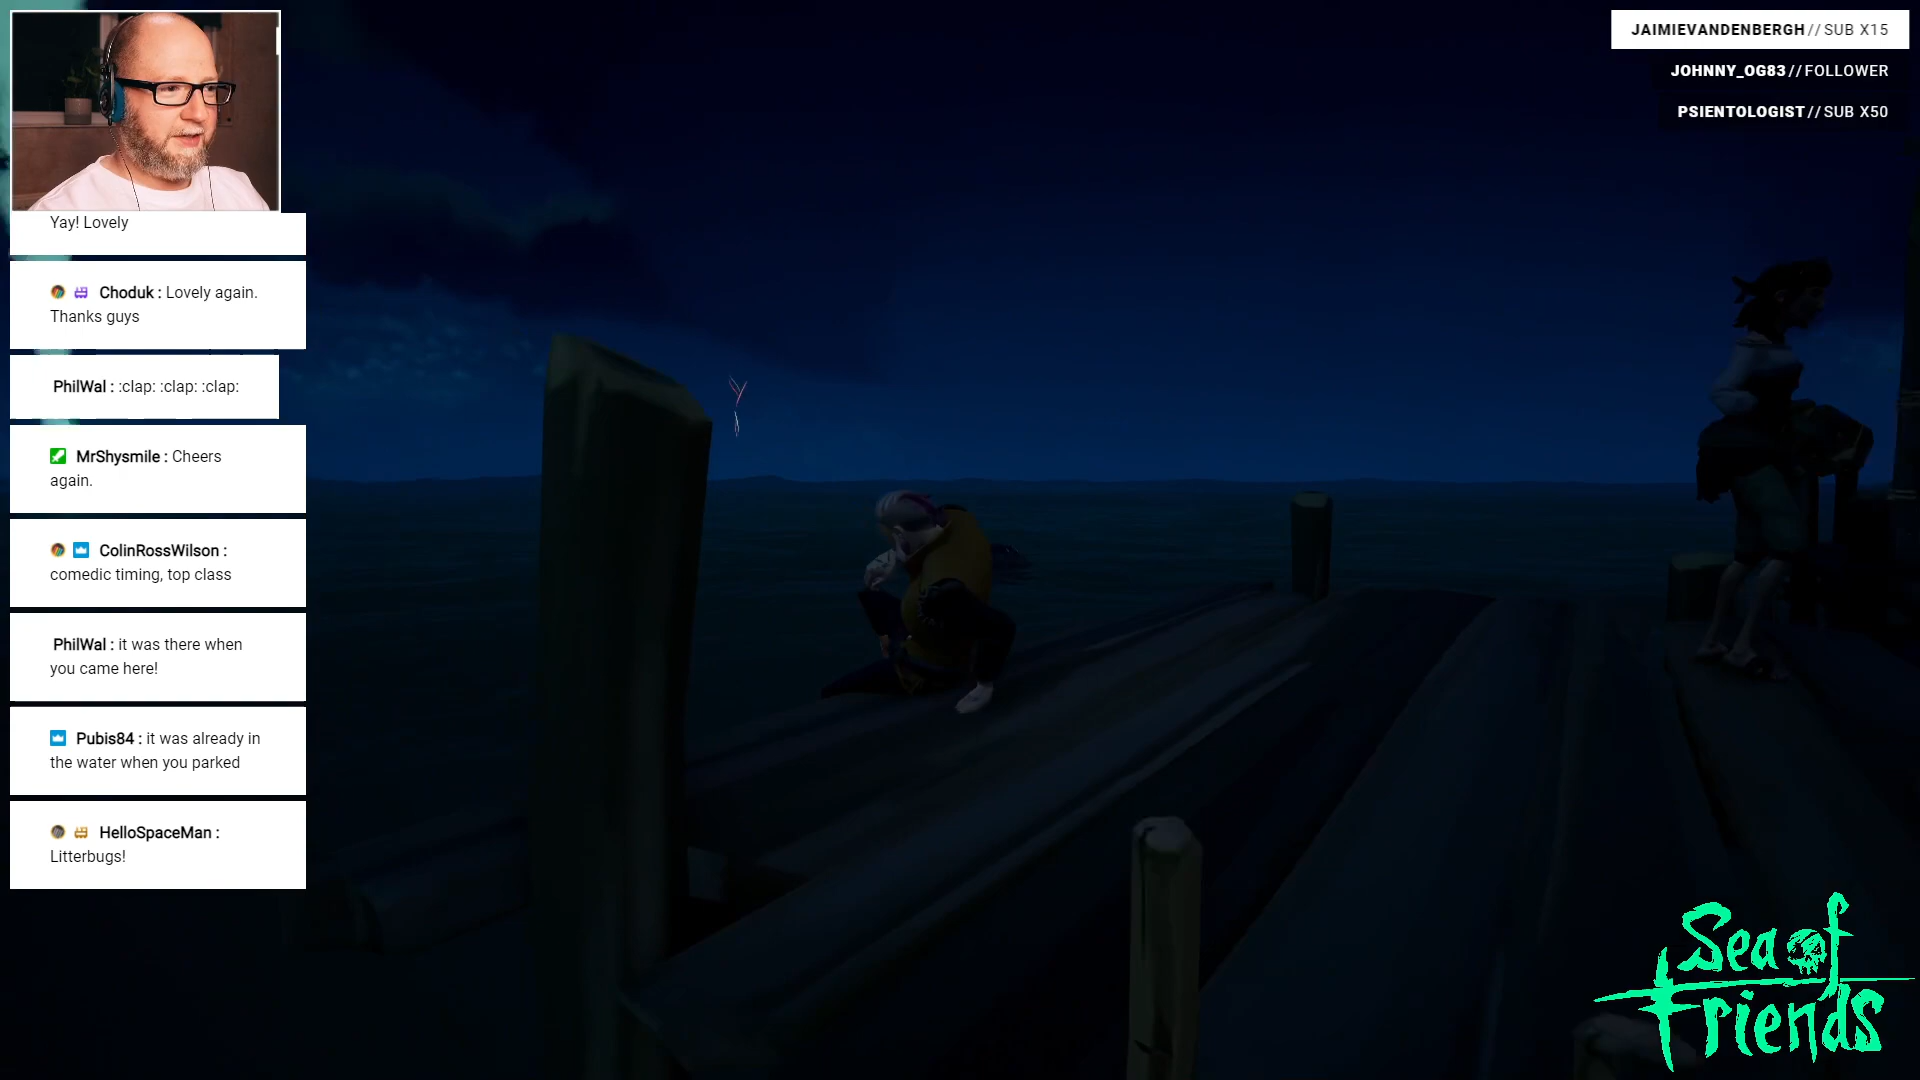 JAIMIEVANDENBERGH // SUB X15
JOHNNY_OG83 // FOLLOWER
PSIENTOLOGIST // SUB X50
Yay! Lovely
Choduk : Lovely again.
Thanks guys
PhilWal : :clap: :clap: :clap:
MrShysmile : Cheers
again.
ColinRossWilson :
comedic timing, top class
PhilWal : it was there when
you came here!
Pubis84 : it was already in
the water when you parked
HelloSpaceMan :
Litterbugs!
Sea of
Friends